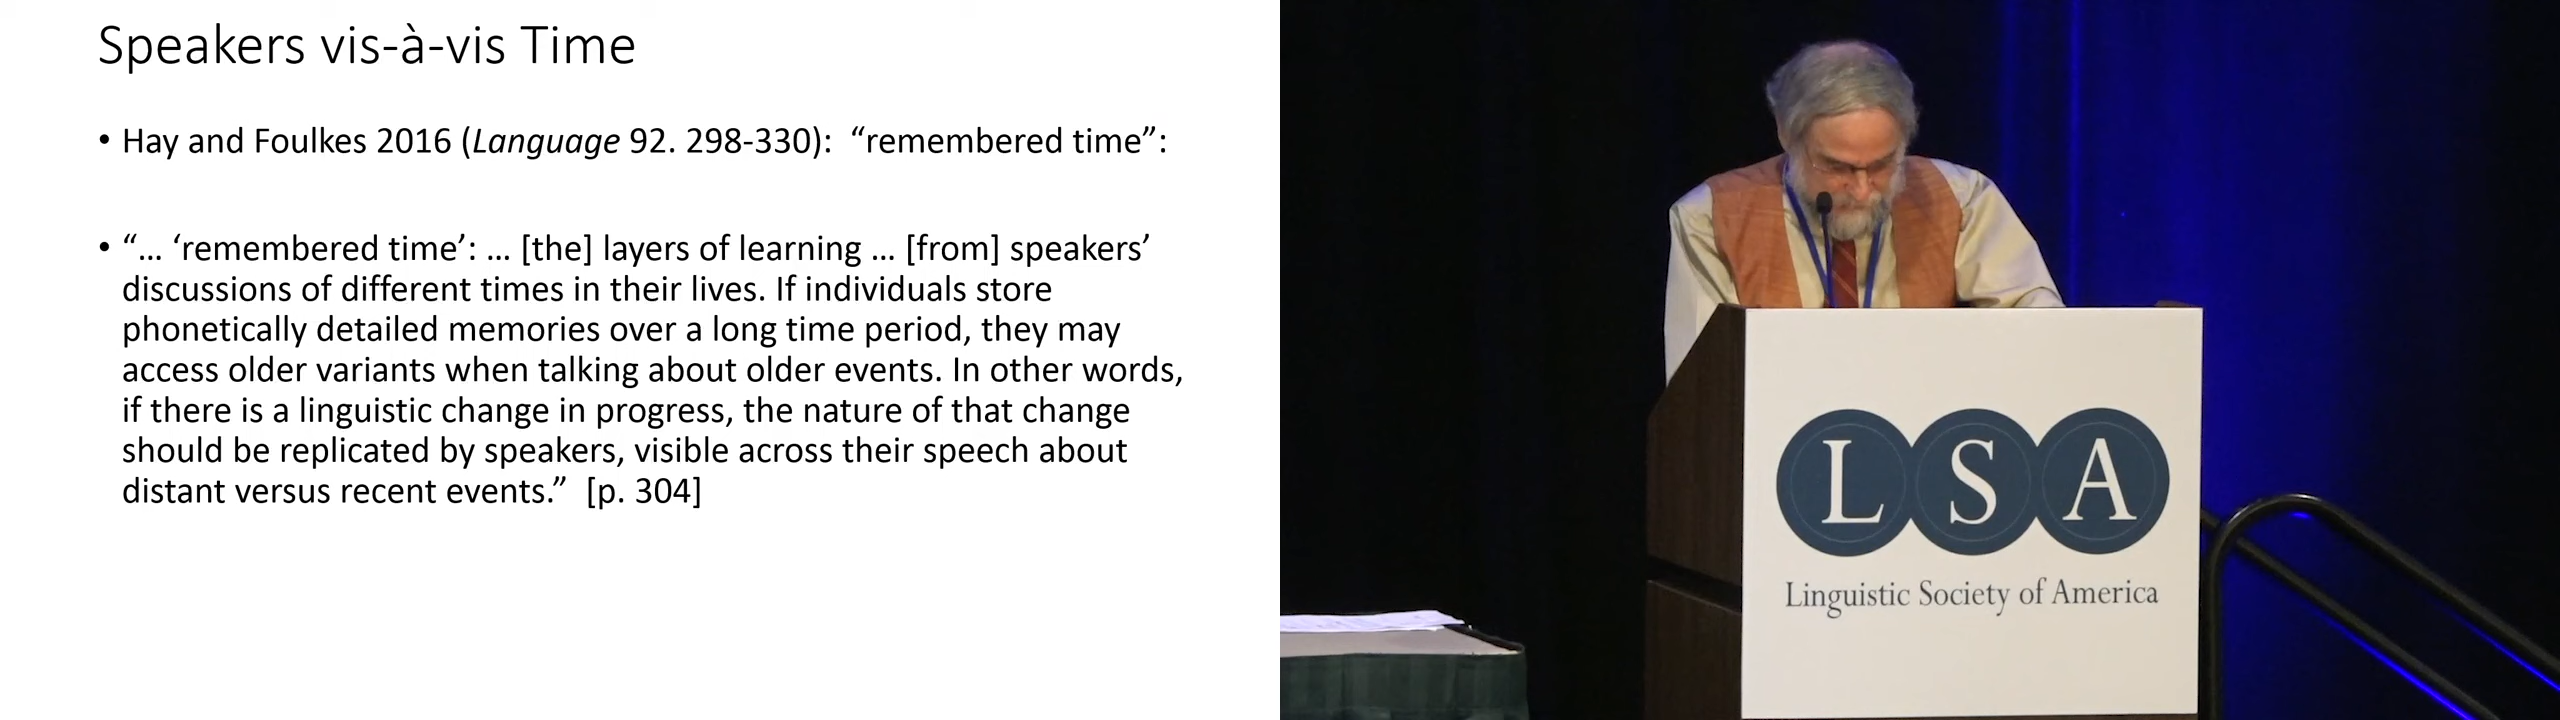 Speakers vis-à-vis Time
• Hay and Foulkes 2016 (Language 92. 298-330):  “remembered time”:
• “… ‘remembered time’: … [the] layers of learning … [from] speakers’
discussions of different times in their lives. If individuals store
phonetically detailed memories over a long time period, they may
access older variants when talking about older events. In other words,
if there is a linguistic change in progress, the nature of that change
should be replicated by speakers, visible across their speech about
distant versus recent events.”  [p. 304]
LSA
Linguistic Society of America